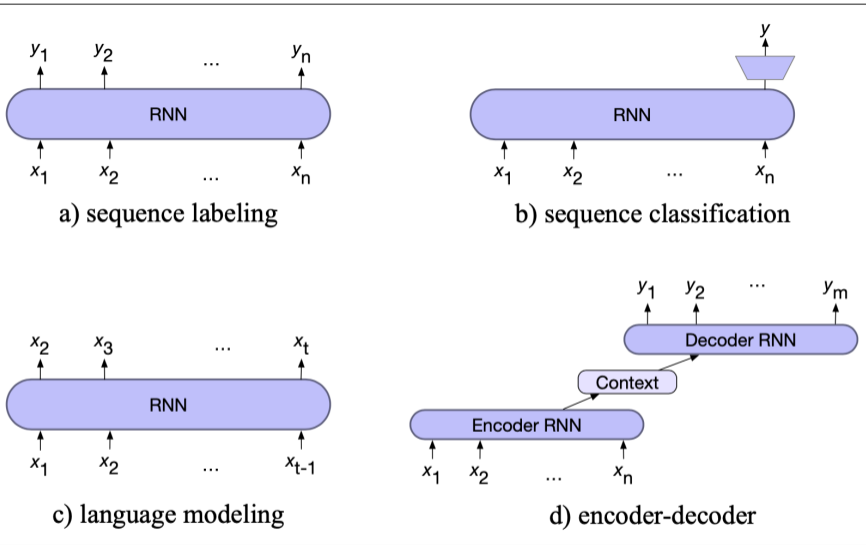 y1 y2 ... yn
RNN
x1 x2 ... xn
a) sequence labeling
y
RNN
x1 x2 ... xn
b) sequence classification
x2 x3 ... xt
RNN
x1 x2 ... xt-1
c) language modeling
y1 y2 ... ym
Decoder RNN
Context
Encoder RNN
x1 x2 ... xn
d) encoder-decoder